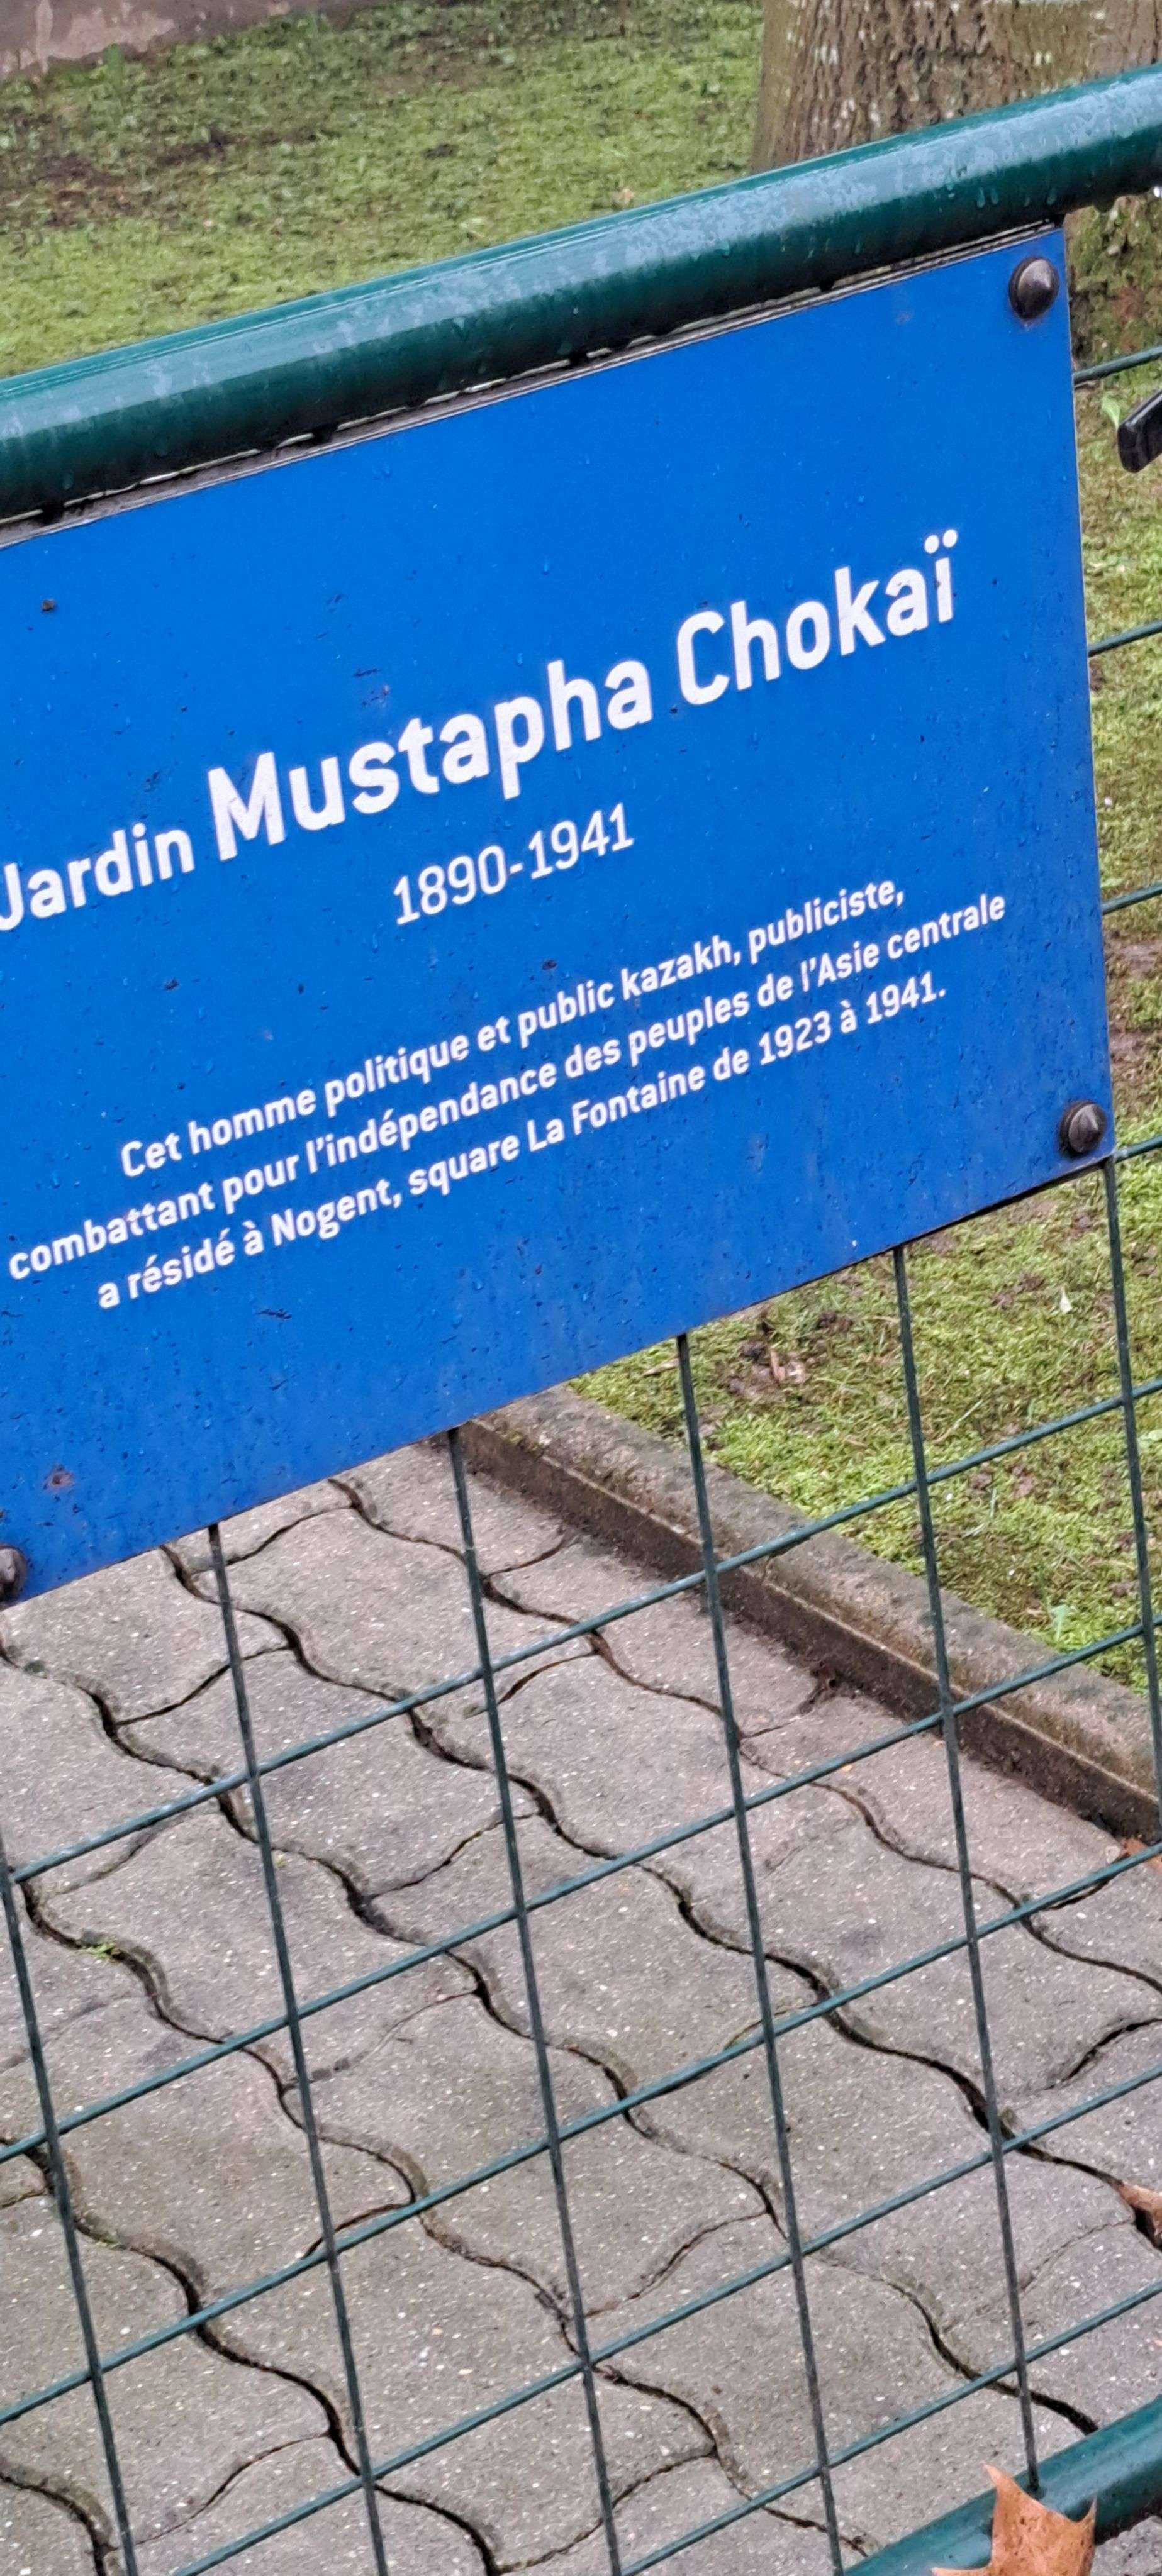 Jardin Mustapha Chokaï
1890-1941
Cet homme politique et public kazakh, publiciste,
combattant pour l'indépendance des peuples de l'Asie centrale
a résidé à Nogent, square La Fontaine de 1923 à 1941.